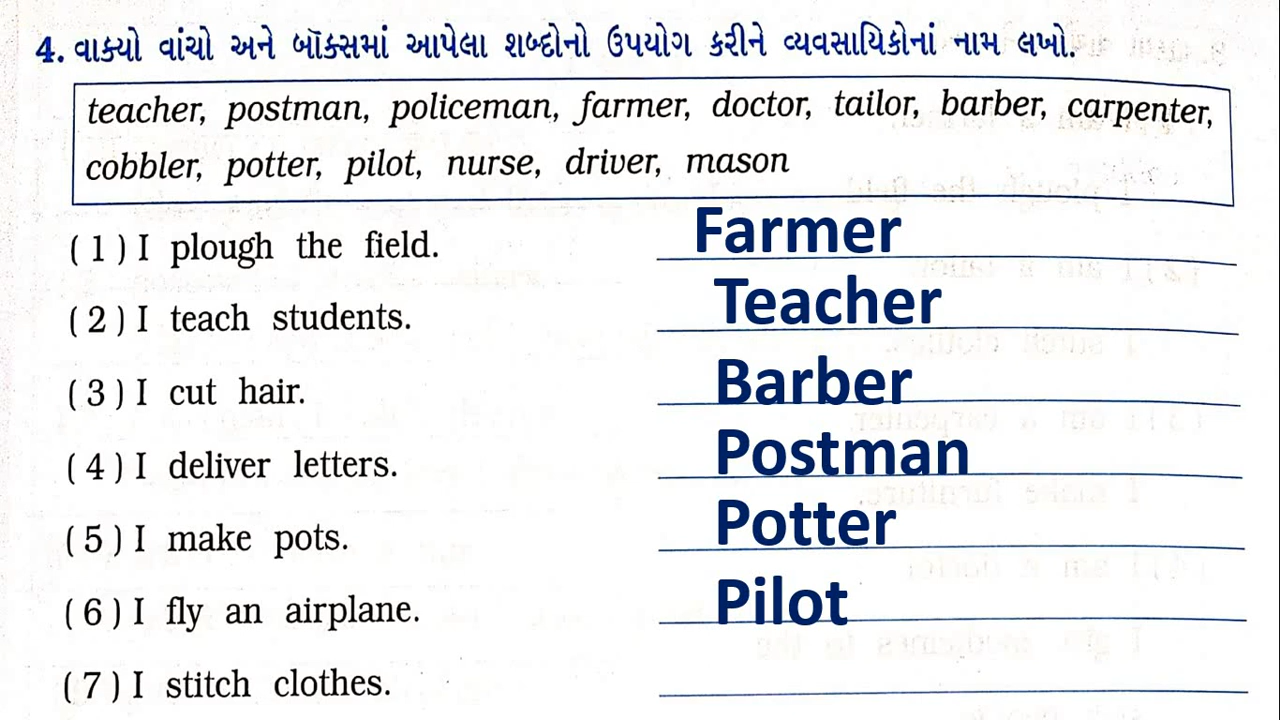 4. વાક્યો વાંચો અને બૉક્સમાં આપેલા શબ્દોનો ઉપયોગ કરીને વ્યવસાયિકોનાં નામ લખો.
teacher, postman, policeman, farmer, doctor, tailor, barber, carpenter,
cobbler, potter, pilot, nurse, driver, mason
( 1 ) I plough the field. Farmer
( 2 ) I teach students. Teacher
( 3 ) I cut hair. Barber
( 4 ) I deliver letters. Postman
( 5 ) I make pots. Potter
( 6 ) I fly an airplane. Pilot
( 7 ) I stitch clothes.